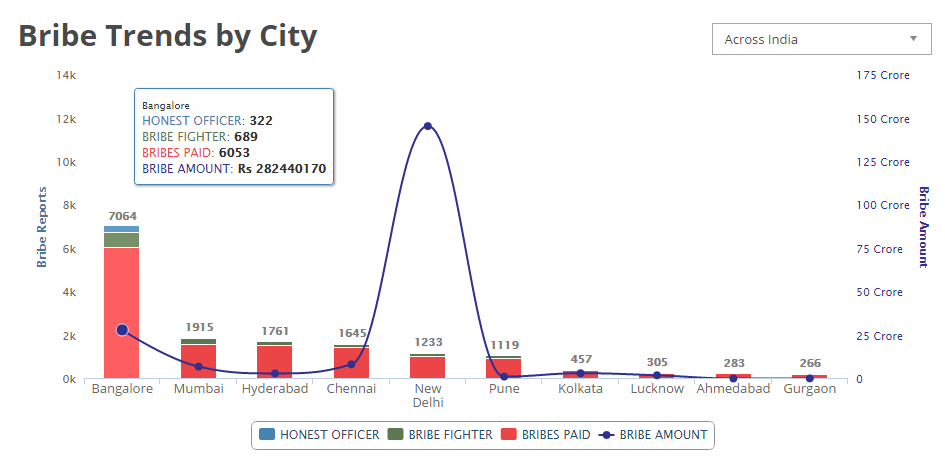 Bribe Trends by City
Across India
14k
12k
10k
8k
6k
4k
2k
0k
Bribe Reports
175 Crore
150 Crore
125 Crore
100 Crore
75 Crore
50 Crore
25 Crore
0
Bribe Amount
Bangalore
HONEST OFFICER: 322
BRIBE FIGHTER: 689
BRIBES PAID: 6053
BRIBE AMOUNT: Rs 282440170
7064
1915
1761
1645
1233
1119
457
305
283
266
Bangalore
Mumbai
Hyderabad
Chennai
New
Delhi
Pune
Kolkata
Lucknow
Ahmedabad
Gurgaon
HONEST OFFICER BRIBE FIGHTER BRIBES PAID BRIBE AMOUNT